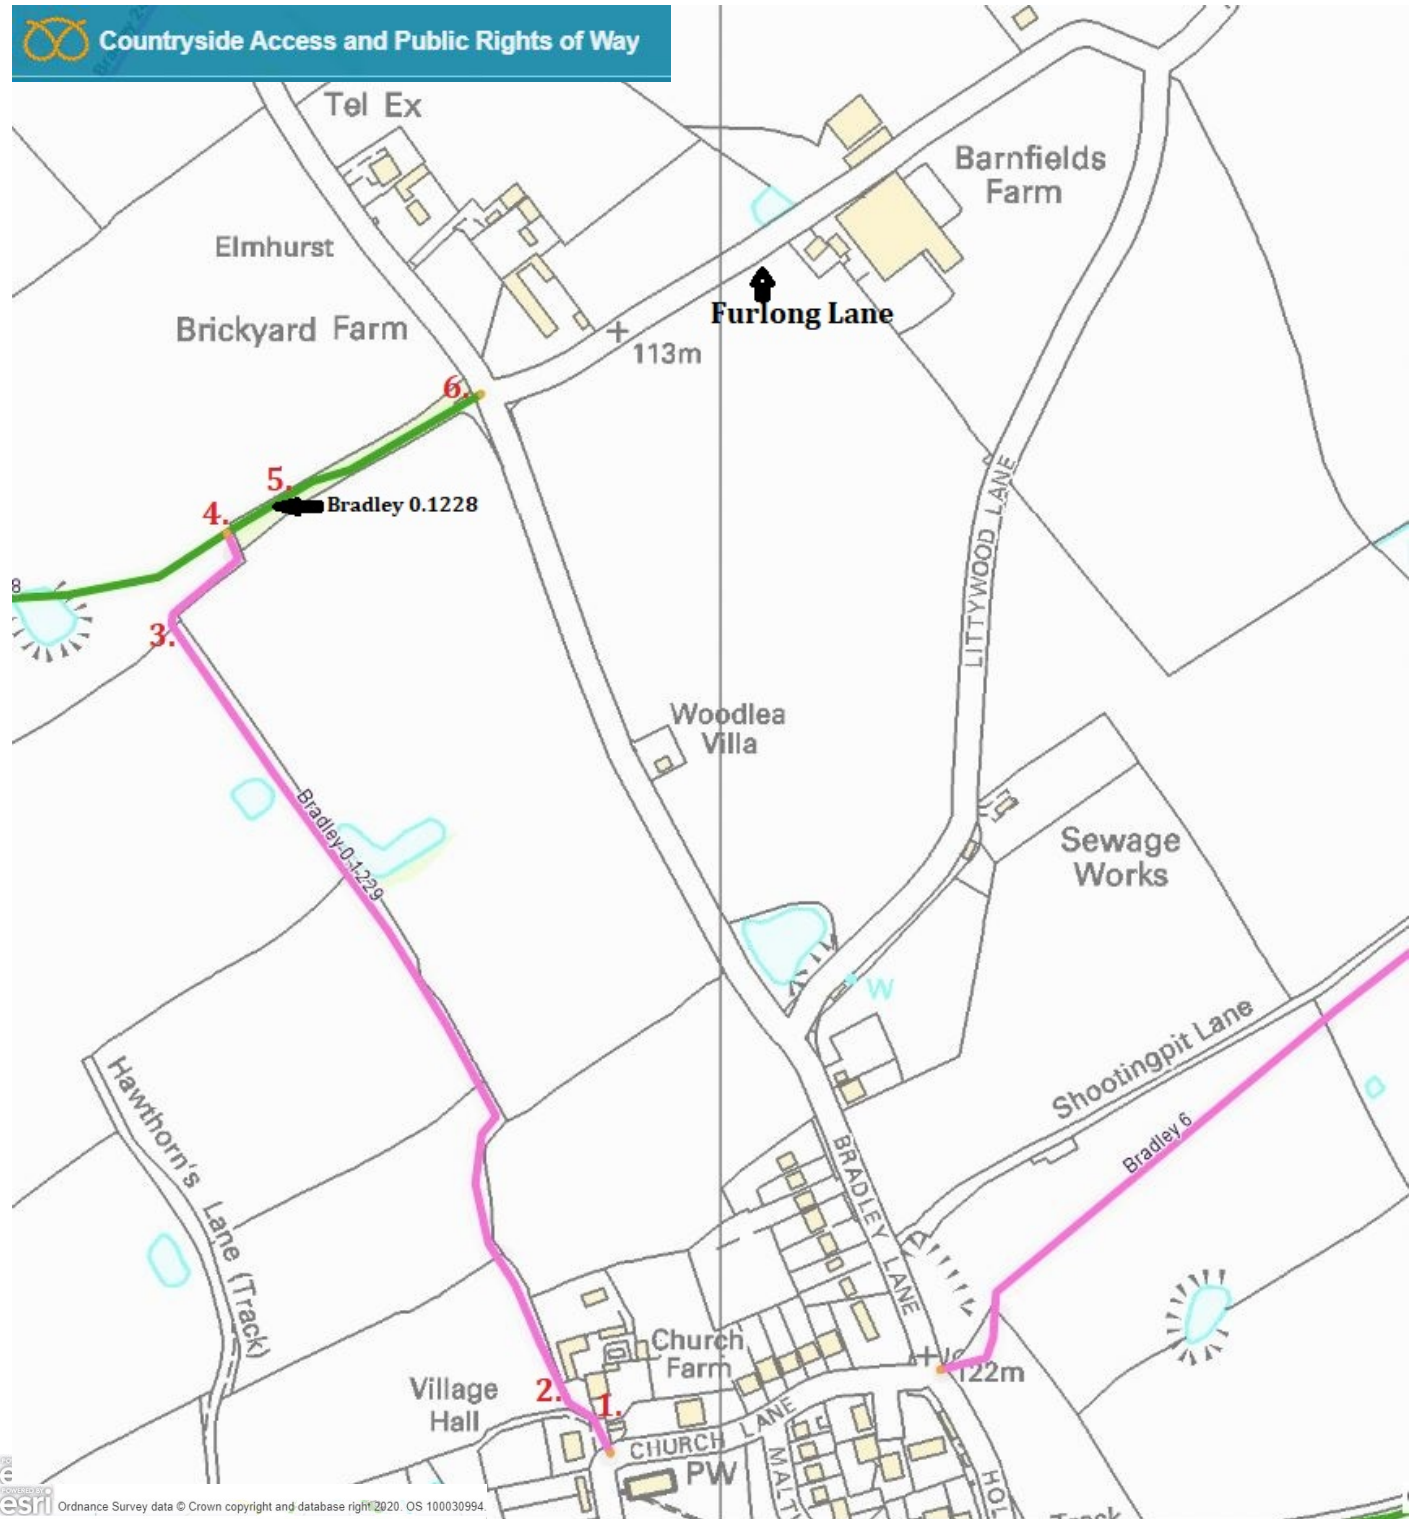 Countryside Access and Public Rights of Way
Tel Ex
Barnfields
Farm
Elmhurst
Brickyard Farm
Furlong Lane
113m
6.
5.
Bradley 0.1228
4.
8
3.
LITTYWOOD LANE
Woodlea
Villa
Bradley 0.1229
Sewage
Works
W
Shootingpit Lane
Hawthorn's Lane (Track)
Bradley 6
BRADLEY LANE
Church
Farm
122m
Village
Hall
2.
1.
CHURCH LANE
PW
MALT
HOL
Track
POWERED BY
esri
Ordnance Survey data © Crown copyright and database right 2020. OS 100030994.